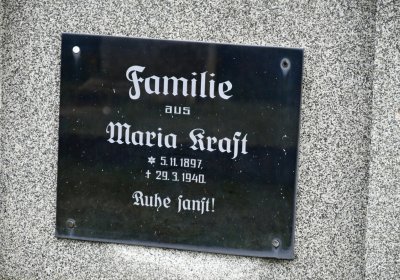 Familie
aus
Maria Kraft
* 5.11.1897.
† 29.3.1940.
Ruhe sanft!